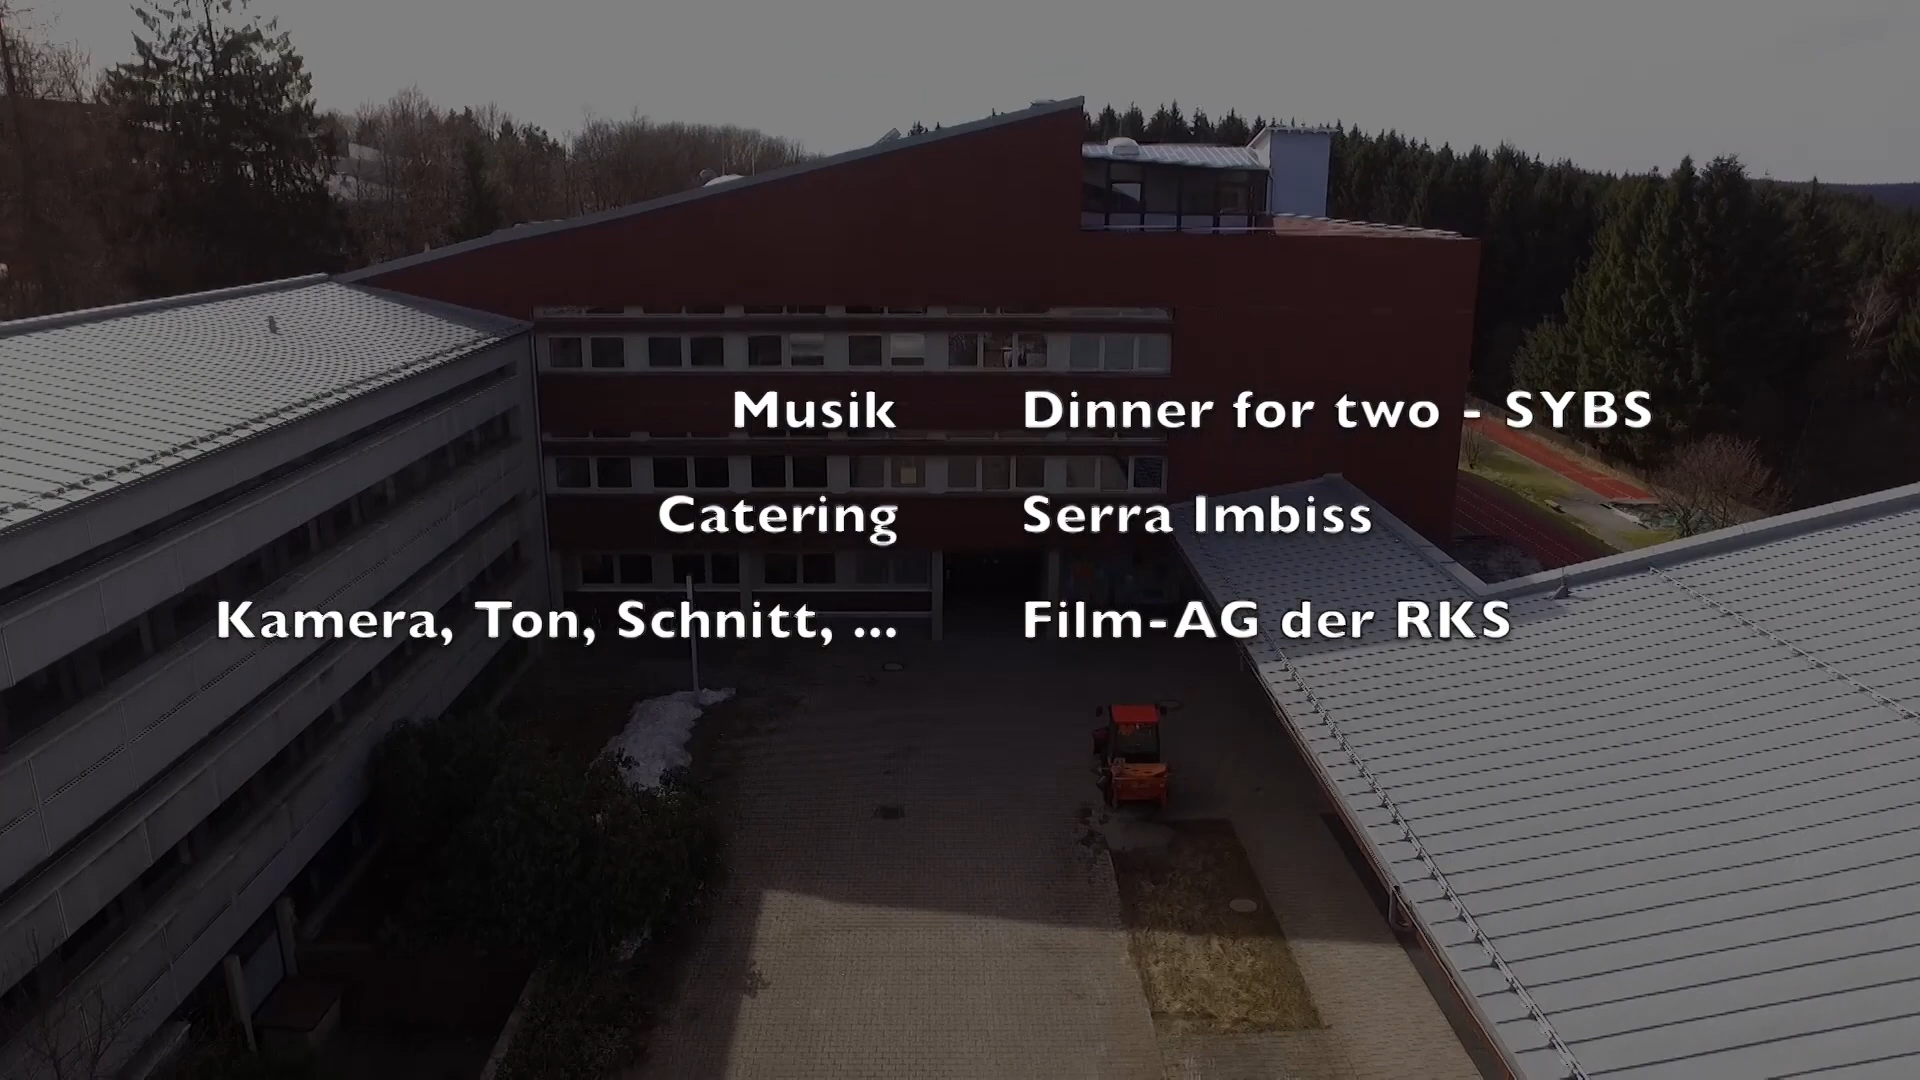 Musik Dinner for two - SYBS
Catering Serra Imbiss
Kamera, Ton, Schnitt, ... Film-AG der RKS